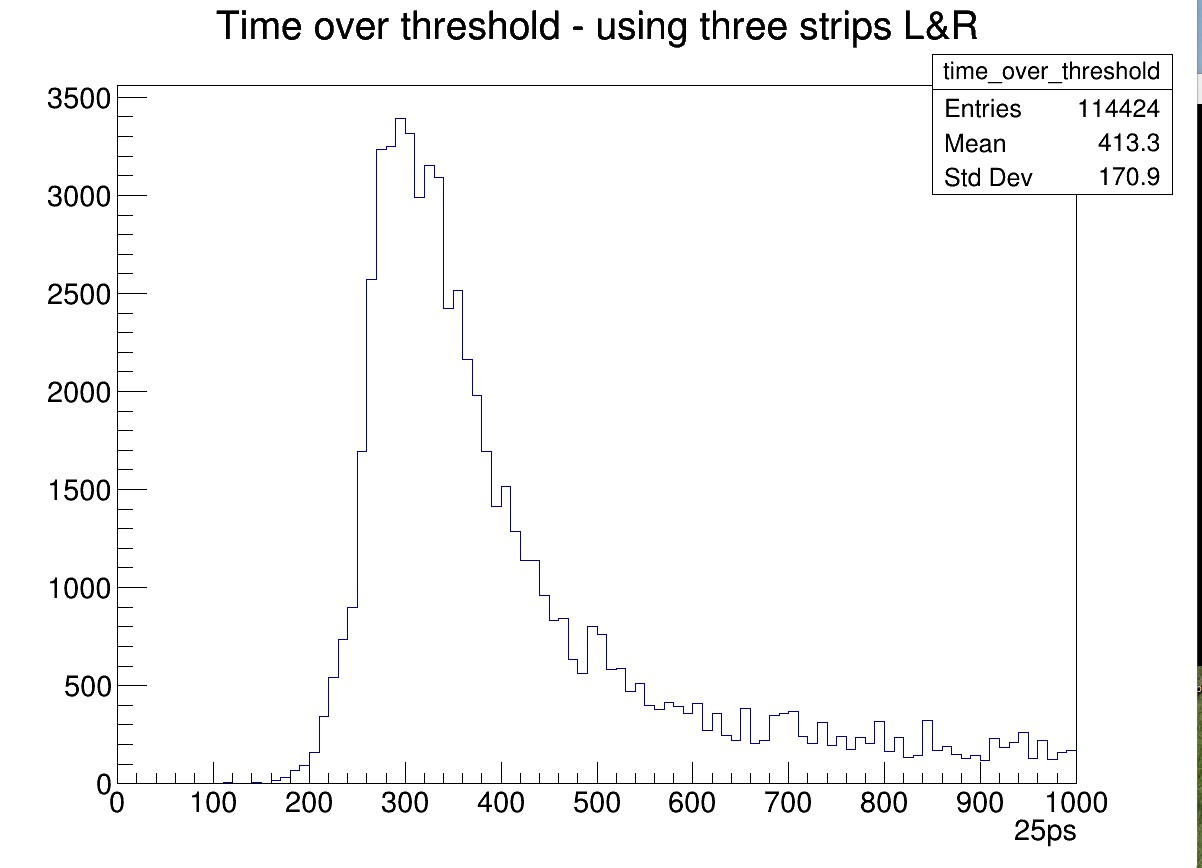 Time over threshold - using three strips L&R
time_over_threshold
Entries 114424
Mean 413.3
Std Dev 170.9
3500
3000
2500
2000
1500
1000
500
0
0 100 200 300 400 500 600 700 800 900 1000
25ps